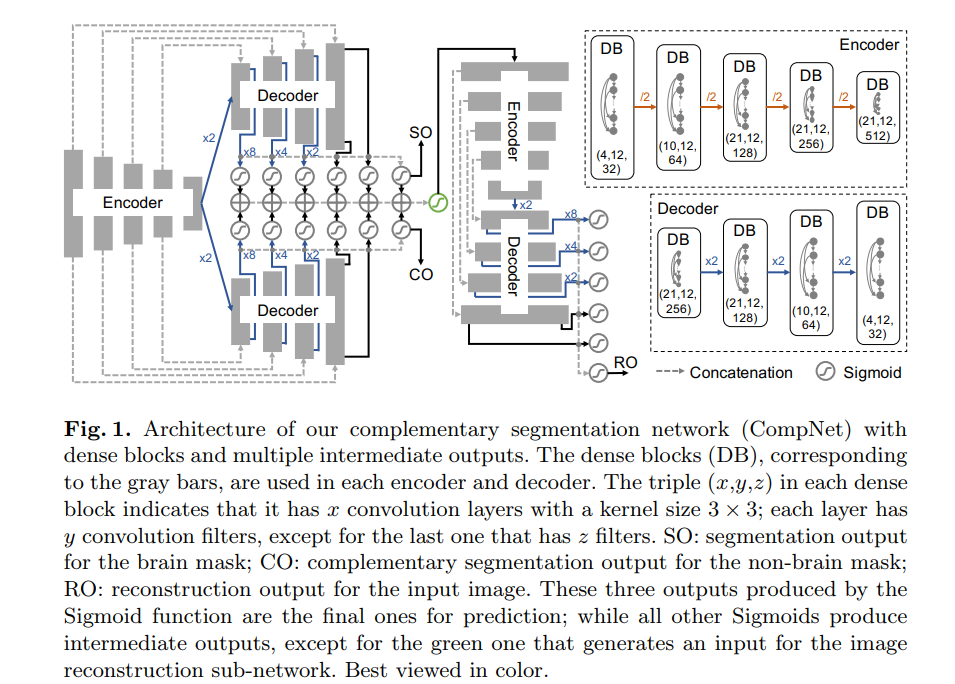 Decoder
x2
x8
x4
x2
SO
Encoder
x2
x8
x4
x2
CO
Decoder
Encoder
x2
Decoder
x8
x4
x2
RO
Encoder
DB
(4,12,
32)
/2
DB
(10,12,
64)
/2
DB
(21,12,
128)
/2
DB
(21,12,
256)
/2
DB
(21,12,
512)
Decoder
DB
(21,12,
256)
x2
DB
(21,12,
128)
x2
DB
(10,12,
64)
x2
DB
(4,12,
32)
Concatenation
Sigmoid
Fig. 1. Architecture of our complementary segmentation network (CompNet) with
dense blocks and multiple intermediate outputs. The dense blocks (DB), corresponding
to the gray bars, are used in each encoder and decoder. The triple (x,y,z) in each dense
block indicates that it has x convolution layers with a kernel size 3 × 3; each layer has
y convolution filters, except for the last one that has z filters. SO: segmentation output
for the brain mask; CO: complementary segmentation output for the non-brain mask;
RO: reconstruction output for the input image. These three outputs produced by the
Sigmoid function are the final ones for prediction; while all other Sigmoids produce
intermediate outputs, except for the green one that generates an input for the image
reconstruction sub-network. Best viewed in color.